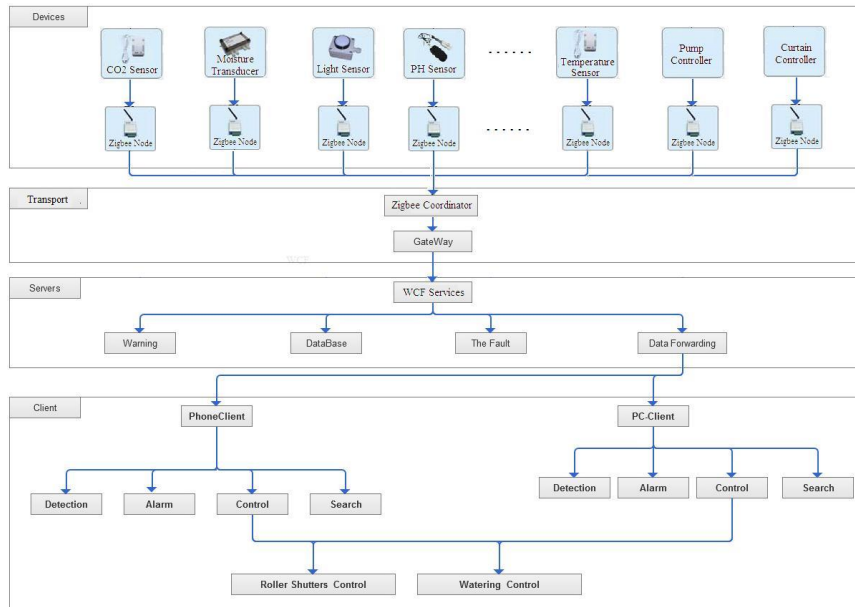 Devices
CO2 Sensor
Moisture
Transducer
Light Sensor
PH Sensor
......
Temperature
Sensor
Pump
Controller
Curtain
Controller
Zigbee Node
Zigbee Node
Zigbee Node
Zigbee Node
......
Zigbee Node
Zigbee Node
Zigbee Node
Transport
Zigbee Coordinator
GateWay
WCF
Servers
WCF Services
Warning
DataBase
The Fault
Data Forwarding
Client
PhoneClient
PC-Client
Detection
Alarm
Control
Search
Detection
Alarm
Control
Search
Roller Shutters Control
Watering Control